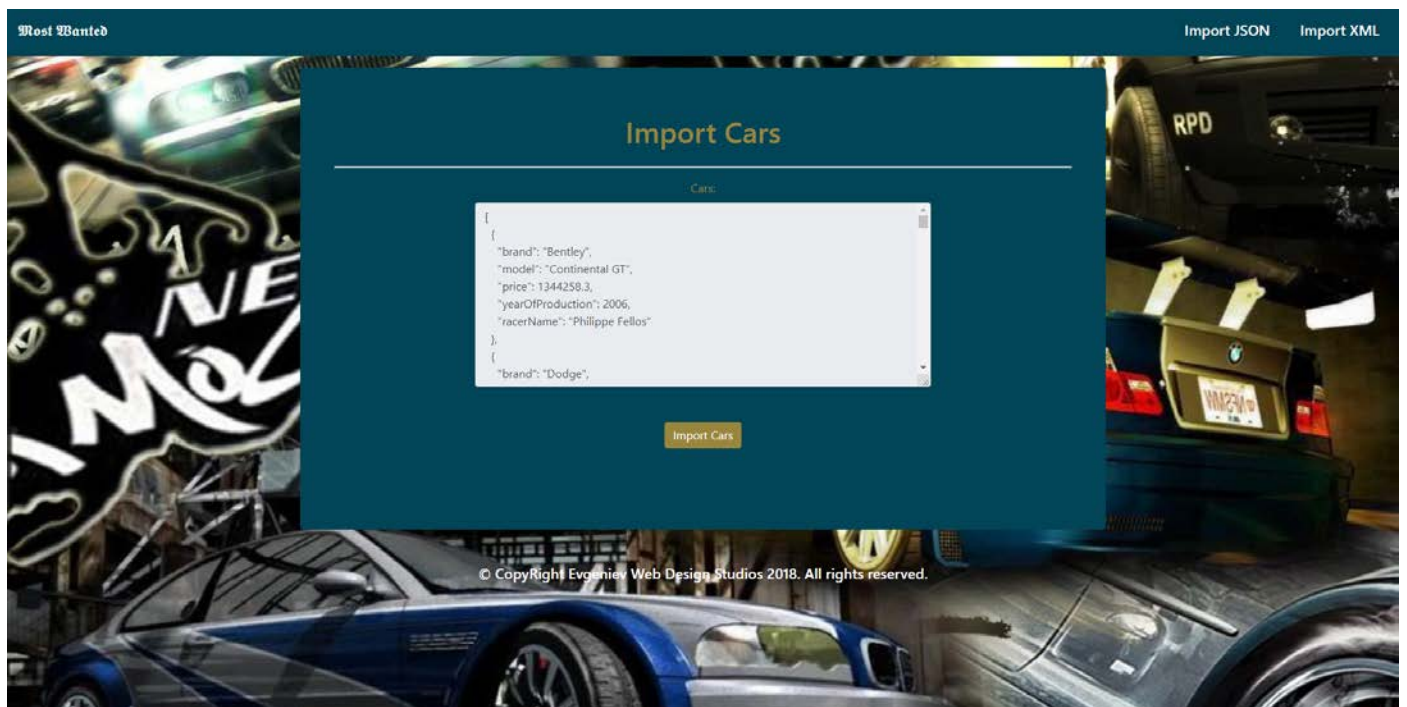 Most Wanted
Import JSON
Import XML
RPD
Import Cars
Cars:
[
{
"brand": "Bentley",
"model": "Continental GT",
"price": 1344258.3,
"yearOfProduction": 2006,
"racerName": "Philippe Fellos"
},
{
"brand": "Dodge",
Import Cars
© CopyRight Evgeniev Web Design Studios 2018. All rights reserved.